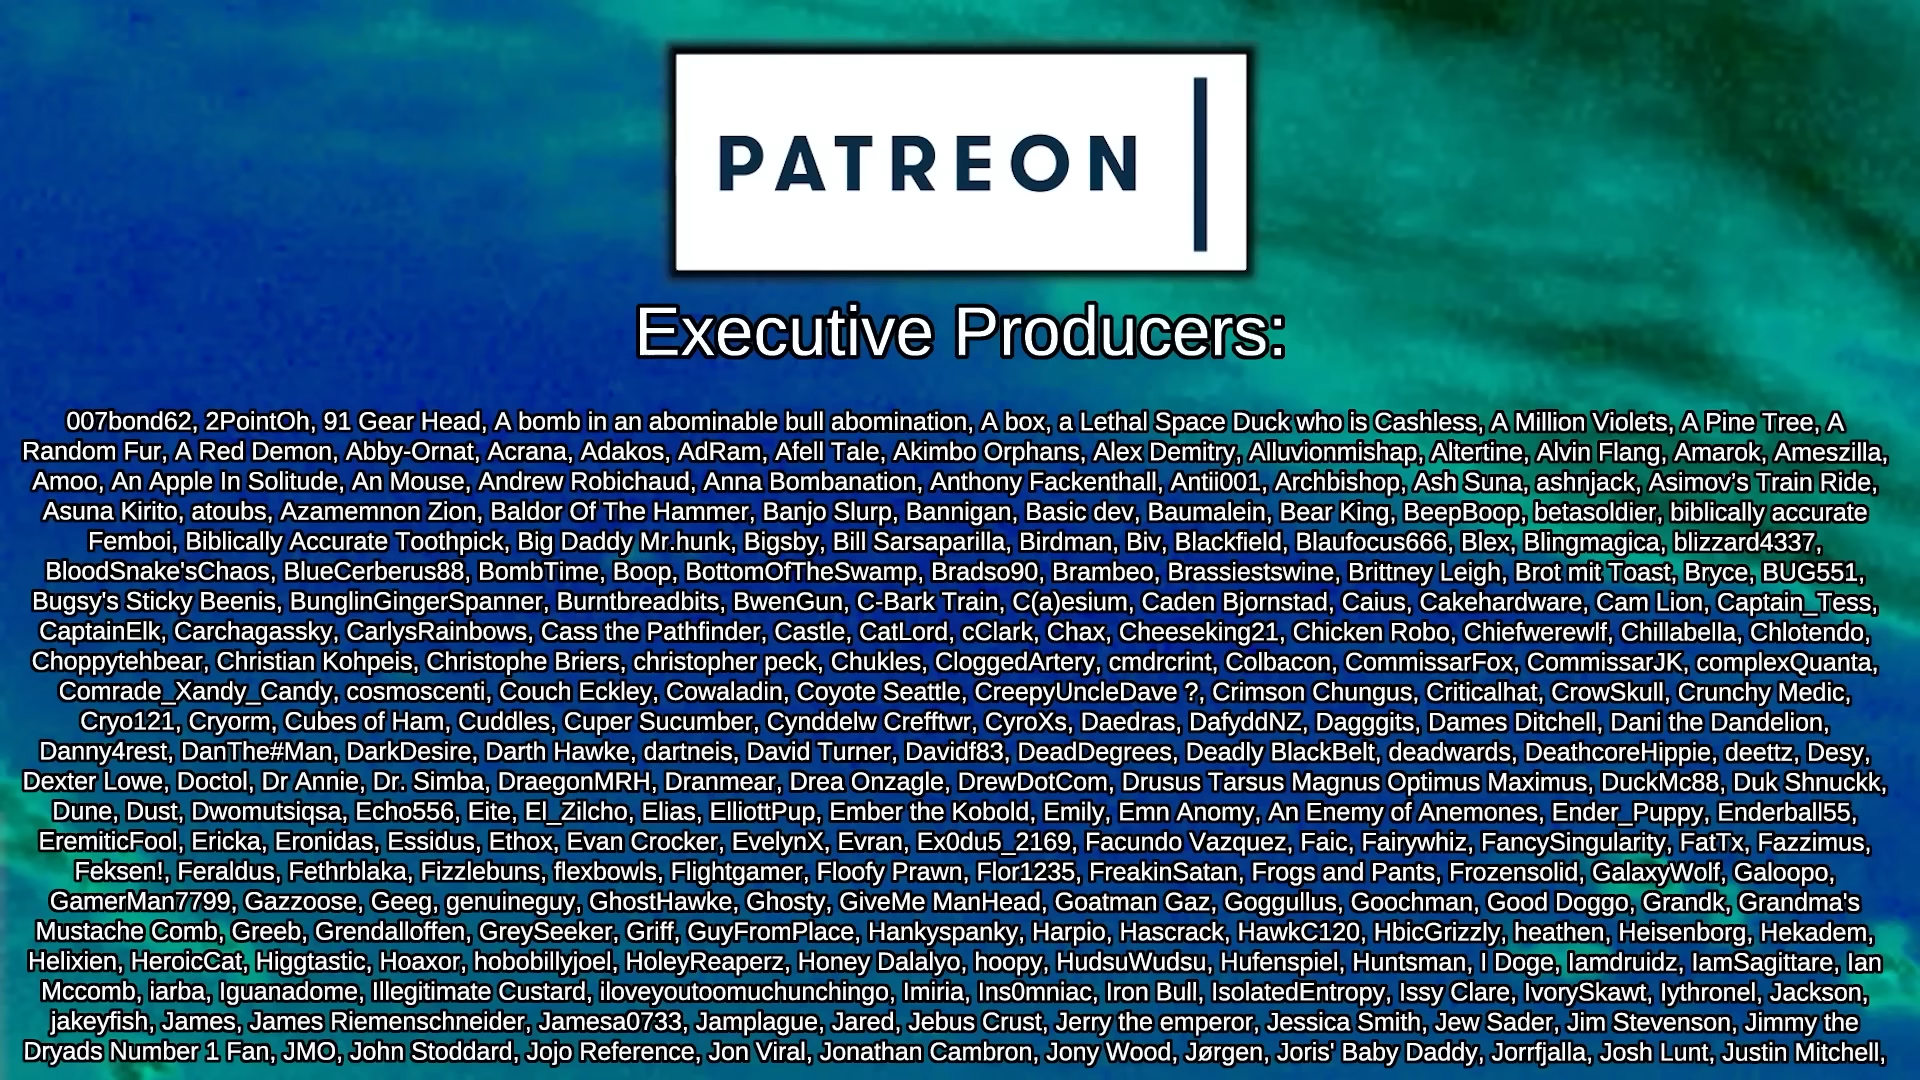 PATREON
Executive Producers:
007bond62, 2PointOh, 91 Gear Head, A bomb in an abominable bull abomination, A box, a Lethal Space Duck who is Cashless, A Million Violets, A Pine Tree, A
Random Fur, A Red Demon, Abby-Ornat, Acrana, Adakos, AdRam, Afell Tale, Akimbo Orphans, Alex Demitry, Alluvionmishap, Altertine, Alvin Flang, Amarok, Ameszilla,
Amoo, An Apple In Solitude, An Mouse, Andrew Robichaud, Anna Bombanation, Anthony Fackenthall, Antii001, Archbishop, Ash Suna, ashnjack, Asimov’s Train Ride,
Asuna Kirito, atoubs, Azamemnon Zion, Baldor Of The Hammer, Banjo Slurp, Bannigan, Basic dev, Baumalein, Bear King, BeepBoop, betasoldier, biblically accurate
Femboi, Biblically Accurate Toothpick, Big Daddy Mr.hunk, Bigsby, Bill Sarsaparilla, Birdman, Biv, Blackfield, Blaufocus666, Blex, Blingmagica, blizzard4337,
BloodSnake'sChaos, BlueCerberus88, BombTime, Boop, BottomOfTheSwamp, Bradso90, Brambeo, Brassiestswine, Brittney Leigh, Brot mit Toast, Bryce, BUG551,
Bugsy's Sticky Beenis, BunglinGingerSpanner, Burntbreadbits, BwenGun, C-Bark Train, C(a)esium, Caden Bjornstad, Caius, Cakehardware, Cam Lion, Captain_Tess,
CaptainElk, Carchagassky, CarlysRainbows, Cass the Pathfinder, Castle, CatLord, cClark, Chax, Cheeseking21, Chicken Robo, Chiefwerewlf, Chillabella, Chlotendo,
Choppytehbear, Christian Kohpeis, Christophe Briers, christopher peck, Chukles, CloggedArtery, cmdrcrint, Colbacon, CommissarFox, CommissarJK, complexQuanta,
Comrade_Xandy_Candy, cosmoscenti, Couch Eckley, Cowaladin, Coyote Seattle, CreepyUncleDave ?, Crimson Chungus, Criticalhat, CrowSkull, Crunchy Medic,
Cryo121, Cryorm, Cubes of Ham, Cuddles, Cuper Sucumber, Cynddelw Crefftwr, CyroXs, Daedras, DafyddNZ, Dagggits, Dames Ditchell, Dani the Dandelion,
Danny4rest, DanThe#Man, DarkDesire, Darth Hawke, dartneis, David Turner, Davidf83, DeadDegrees, Deadly BlackBelt, deadwards, DeathcoreHippie, deettz, Desy,
Dexter Lowe, Doctol, Dr Annie, Dr. Simba, DraegonMRH, Dranmear, Drea Onzagle, DrewDotCom, Drusus Tarsus Magnus Optimus Maximus, DuckMc88, Duk Shnuckk,
Dune, Dust, Dwomutsiqsa, Echo556, Eite, El_Zilcho, Elias, ElliottPup, Ember the Kobold, Emily, Emn Anomy, An Enemy of Anemones, Ender_Puppy, Enderball55,
EremiticFool, Ericka, Eronidas, Essidus, Ethox, Evan Crocker, EvelynX, Evran, Ex0du5_2169, Facundo Vazquez, Faic, Fairywhiz, FancySingularity, FatTx, Fazzimus,
Feksen!, Feraldus, Fethrblaka, Fizzlebuns, flexbowls, Flightgamer, Floofy Prawn, Flor1235, FreakinSatan, Frogs and Pants, Frozensolid, GalaxyWolf, Galoopo,
GamerMan7799, Gazzoose, Geeg, genuineguy, GhostHawke, Ghosty, GiveMe ManHead, Goatman Gaz, Goggullus, Goochman, Good Doggo, Grandk, Grandma's
Mustache Comb, Greeb, Grendalloffen, GreySeeker, Griff, GuyFromPlace, Hankyspanky, Harpio, Hascrack, HawkC120, HbicGrizzly, heathen, Heisenborg, Hekadem,
Helixien, HeroicCat, Higgtastic, Hoaxor, hobobillyjoel, HoleyReaperz, Honey Dalalyo, hoopy, HudsuWudsu, Hufenspiel, Huntsman, I Doge, Iamdruidz, IamSagittare, Ian
Mccomb, iarba, Iguanadome, Illegitimate Custard, iloveyoutoomuchunchingo, Imiria, Ins0mniac, Iron Bull, IsolatedEntropy, Issy Clare, IvorySkawt, Iythronel, Jackson,
jakeyfish, James, James Riemenschneider, Jamesa0733, Jamplague, Jared, Jebus Crust, Jerry the emperor, Jessica Smith, Jew Sader, Jim Stevenson, Jimmy the
Dryads Number 1 Fan, JMO, John Stoddard, Jojo Reference, Jon Viral, Jonathan Cambron, Jony Wood, Jørgen, Joris' Baby Daddy, Jorrfjalla, Josh Lunt, Justin Mitchell,